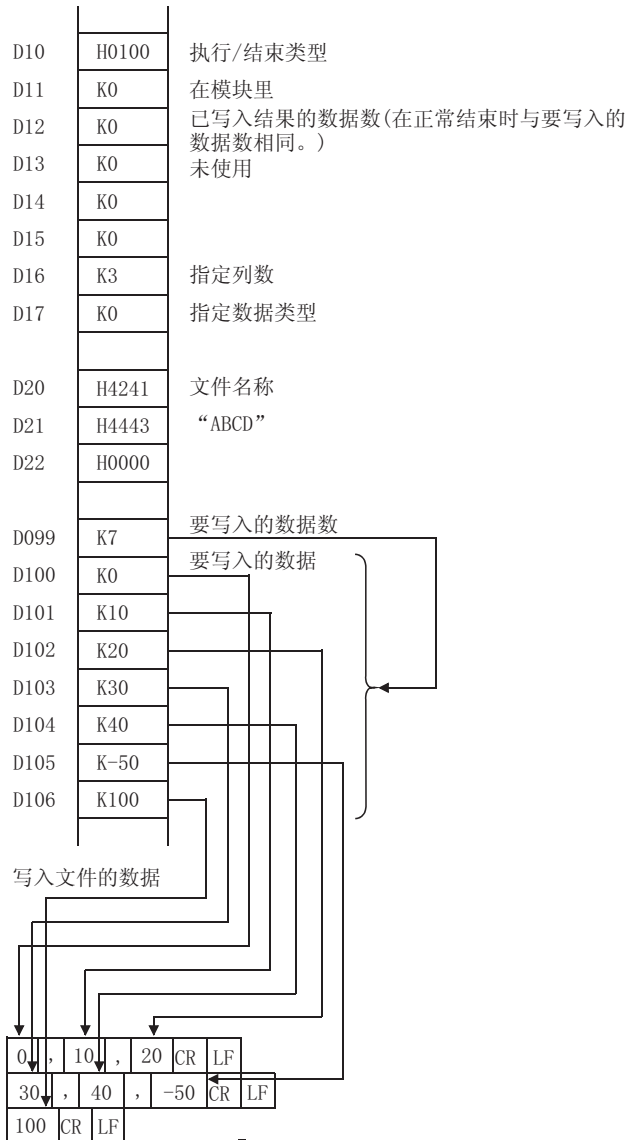 D10 H0100 执行/结束类型
D11 K0 在模块里
D12 K0 已写入结果的数据数(在正常结束时与要写入的
数据数相同。)
D13 K0 未使用
D14 K0
D15 K0
D16 K3 指定列数
D17 K0 指定数据类型
D20 H4241 文件名称
D21 H4443 “ABCD”
D22 H0000
D099 K7 要写入的数据数
D100 K0 要写入的数据
D101 K10
D102 K20
D103 K30
D104 K40
D105 K-50
D106 K100
写入文件的数据
0 , 10 , 20 CR LF
30 , 40 , -50 CR LF
100 CR LF